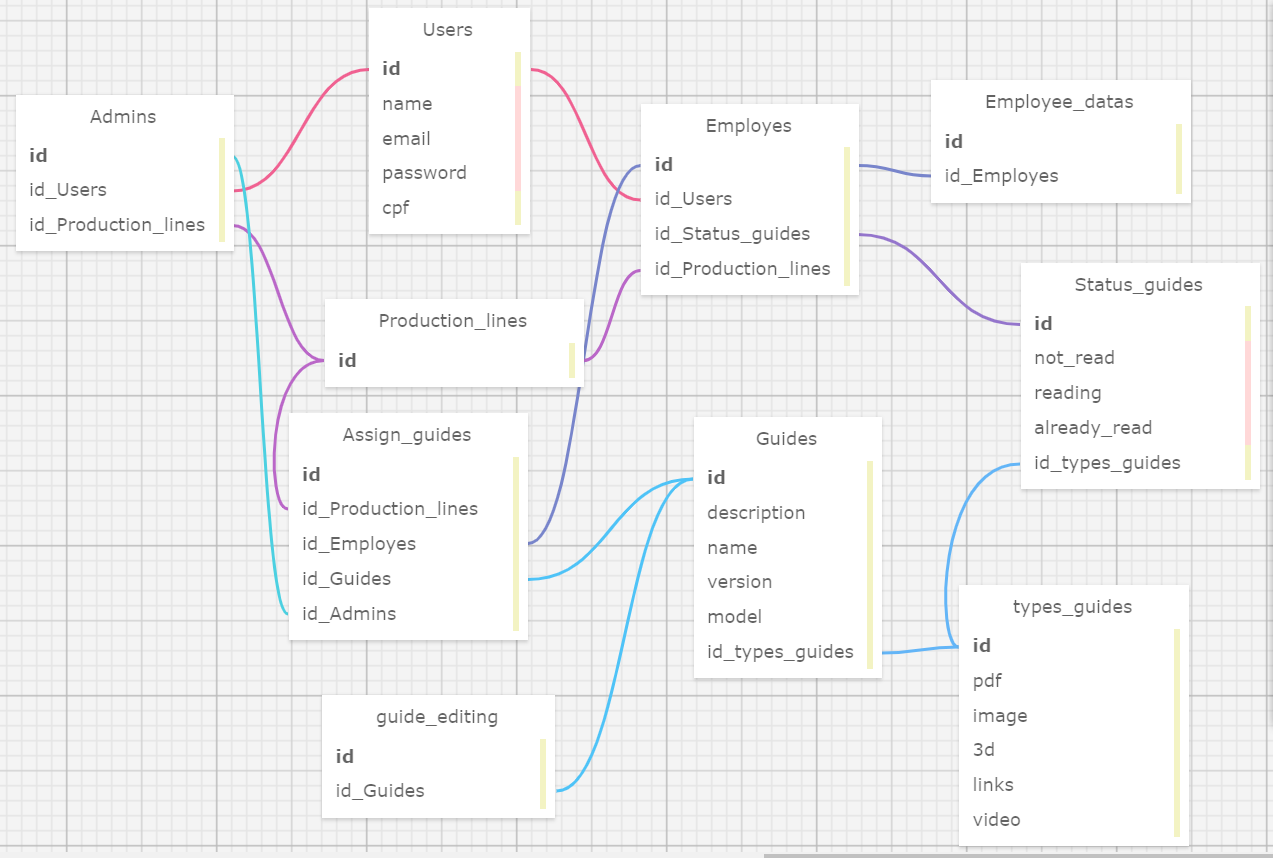 Users
id
name
email
password
cpf
Admins
id
id_Users
id_Production_lines
Employes
id
id_Users
id_Status_guides
id_Production_lines
Employee_datas
id
id_Employes
Production_lines
id
Status_guides
id
not_read
reading
already_read
id_types_guides
Assign_guides
id
id_Production_lines
id_Employes
id_Guides
id_Admins
Guides
id
description
name
version
model
id_types_guides
types_guides
id
pdf
image
3d
links
video
guide_editing
id
id_Guides